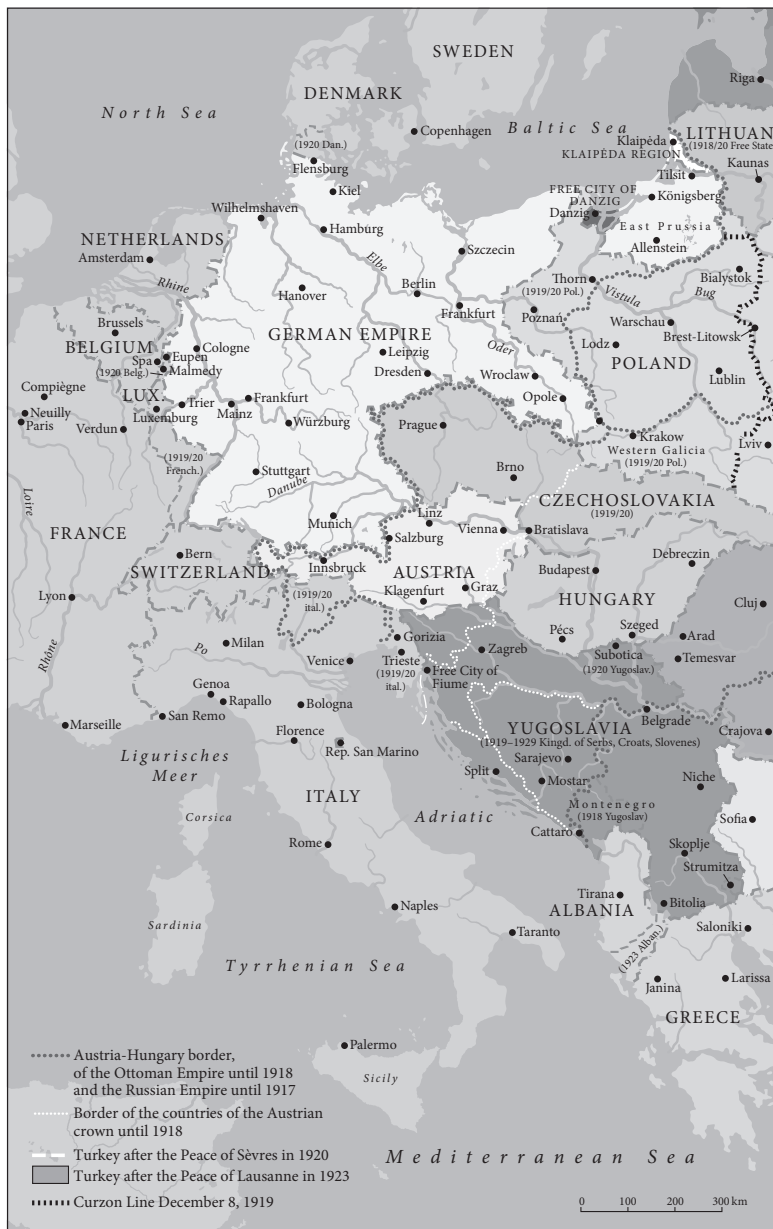 SWEDEN
DENMARK
North Sea
Riga
Copenhagen
Baltic Sea
Klaipėda
KLAIPĖDA REGION
LITHUAN
(1918/20 Free State
Kaunas
Tilsit
(1920 Dan.)
Flensburg
Kiel
FREE CITY OF
DANZIG
Danzig
Königsberg
East Prussia
Allenstein
Wilhelmshaven
Hamburg
NETHERLANDS
Amsterdam
Elbe
Szczecin
Rhine
Hanover
Berlin
Thorn
(1919/20 Pol.)
Bialystok
Vistula
Bug
Brussels
BELGIUM
Cologne
GERMAN EMPIRE
Frankfurt
Poznań
Warschau
Brest-Litowsk
Spa
Eupen
(1920 Belg.)
Malmedy
Leipzig
Dresden
Oder
Lodz
POLAND
Wroclaw
Lublin
Compiègne
LUX.
Trier
Frankfurt
Opole
Neuilly
Paris
Luxemburg
Mainz
Würzburg
Prague
Verdun
Krakow
Western Galicia
(1919/20 Pol.)
Lviv
(1919/20
French.)
Stuttgart
Brno
Danube
Loire
CZECHOSLOVAKIA
(1919/20)
FRANCE
Munich
Linz
Vienna
Bratislava
Salzburg
Bern
SWITZERLAND
Innsbruck
AUSTRIA
Budapest
Debreczin
Klagenfurt
Graz
HUNGARY
Lyon
(1919/20
ital.)
Cluj
Rhône
Po
Milan
Gorizia
Pécs
Szeged
Arad
Venice
Trieste
(1919/20
ital.)
Zagreb
Subotica
(1920 Yugoslav.)
Temesvar
Free City of
Fiume
Genoa
Rapallo
Bologna
Marseille
San Remo
Belgrade
Florence
YUGOSLAVIA
(1919–1929 Kingd. of Serbs, Croats, Slovenes)
Crajova
Ligurisches
Meer
Rep. San Marino
Sarajevo
Split
Mostar
Niche
ITALY
Corsica
Adriatic
Montenegro
(1918 Yugoslav)
Sofia
Rome
Cattaro
Skoplje
Strumitza
Tirana
ALBANIA
Bitolia
Sardinia
Naples
Taranto
Saloniki
(1923 Alban.)
Tyrrhenian Sea
Janina
Larissa
GREECE
Palermo
Sicily
Austria-Hungary border,
of the Ottoman Empire until 1918
and the Russian Empire until 1917
Border of the countries of the Austrian
crown until 1918
Turkey after the Peace of Sèvres in 1920
Turkey after the Peace of Lausanne in 1923
Curzon Line December 8, 1919
Mediterranean Sea
0 100 200 300 km